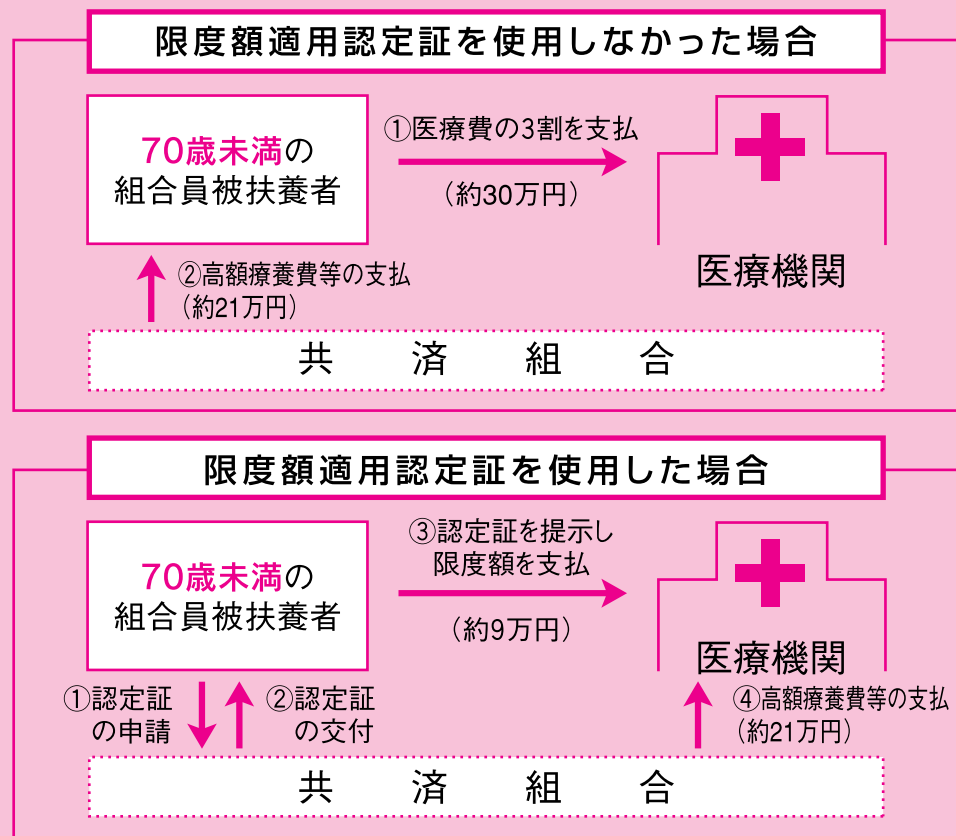 限度額適用認定証を使用しなかった場合
70歳未満の
組合員被扶養者
①医療費の3割を支払
（約30万円）
医療機関
②高額療養費等の支払
（約21万円）
共済組合
限度額適用認定証を使用した場合
70歳未満の
組合員被扶養者
③認定証を提示し
限度額を支払
（約9万円）
医療機関
①認定証
の申請
②認定証
の交付
④高額療養費等の支払
（約21万円）
共済組合